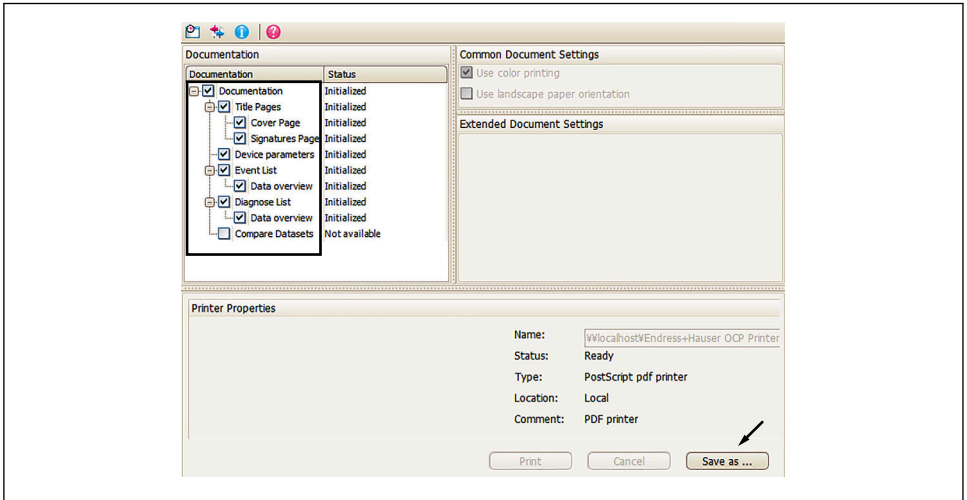 Documentation
Documentation Status
Documentation Initialized
Title Pages Initialized
Cover Page Initialized
Signatures Page Initialized
Device parameters Initialized
Event List Initialized
Data overview Initialized
Diagnose List Initialized
Data overview Initialized
Compare Datasets Not available
Common Document Settings
Use color printing
Use landscape paper orientation
Extended Document Settings
Printer Properties
Name: ¥¥localhost¥Endress+Hauser OCP Printer
Status: Ready
Type: PostScript pdf printer
Location: Local
Comment: PDF printer
Print Cancel Save as ...